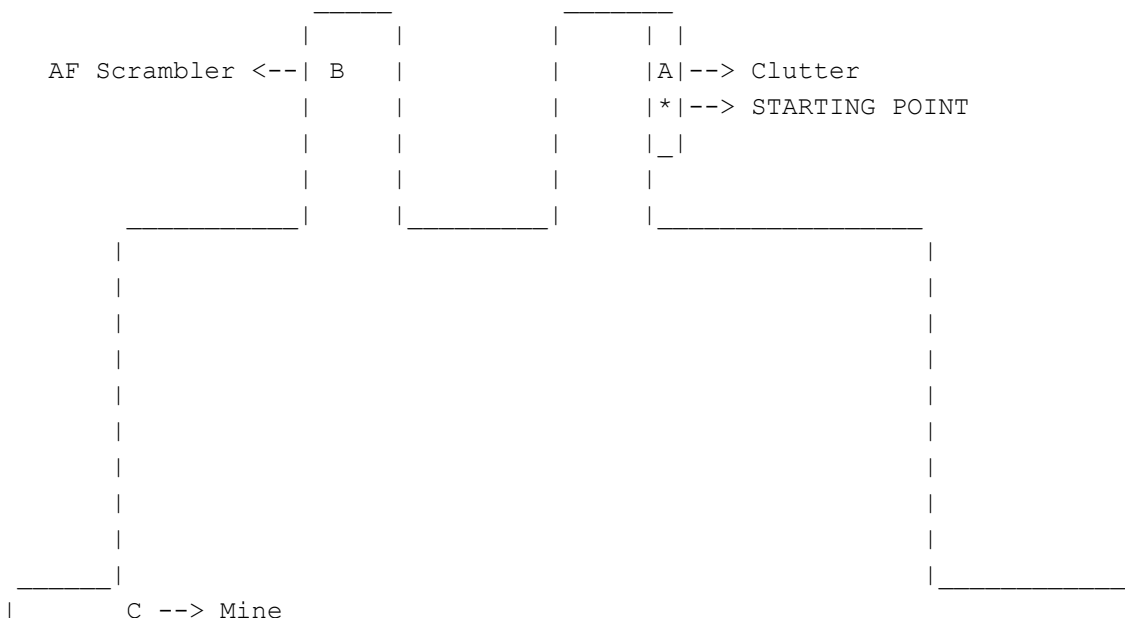 AF Scrambler <--| B |A|--> Clutter
|*|--> STARTING POINT
C --> Mine